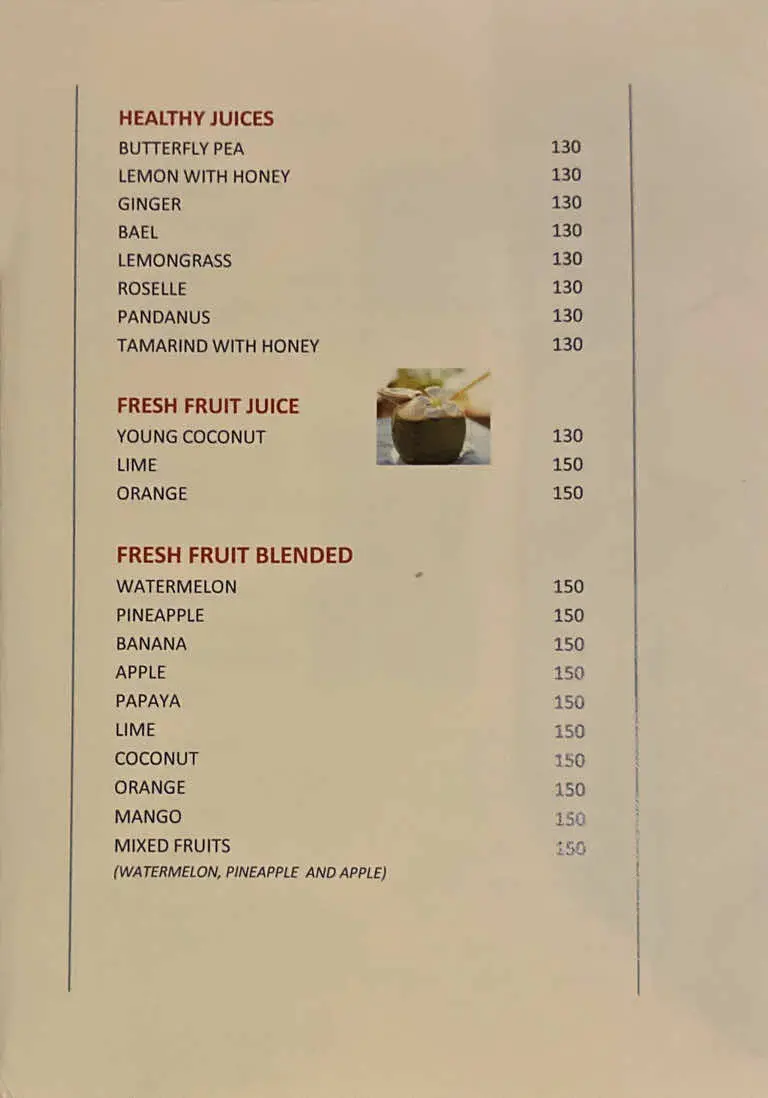 HEALTHY JUICES
BUTTERFLY PEA 130
LEMON WITH HONEY 130
GINGER 130
BAEL 130
LEMONGRASS 130
ROSELLE 130
PANDANUS 130
TAMARIND WITH HONEY 130
FRESH FRUIT JUICE
YOUNG COCONUT 130
LIME 150
ORANGE 150
FRESH FRUIT BLENDED
WATERMELON 150
PINEAPPLE 150
BANANA 150
APPLE 150
PAPAYA 150
LIME 150
COCONUT 150
ORANGE 150
MANGO 150
MIXED FRUITS 150
(WATERMELON, PINEAPPLE AND APPLE)